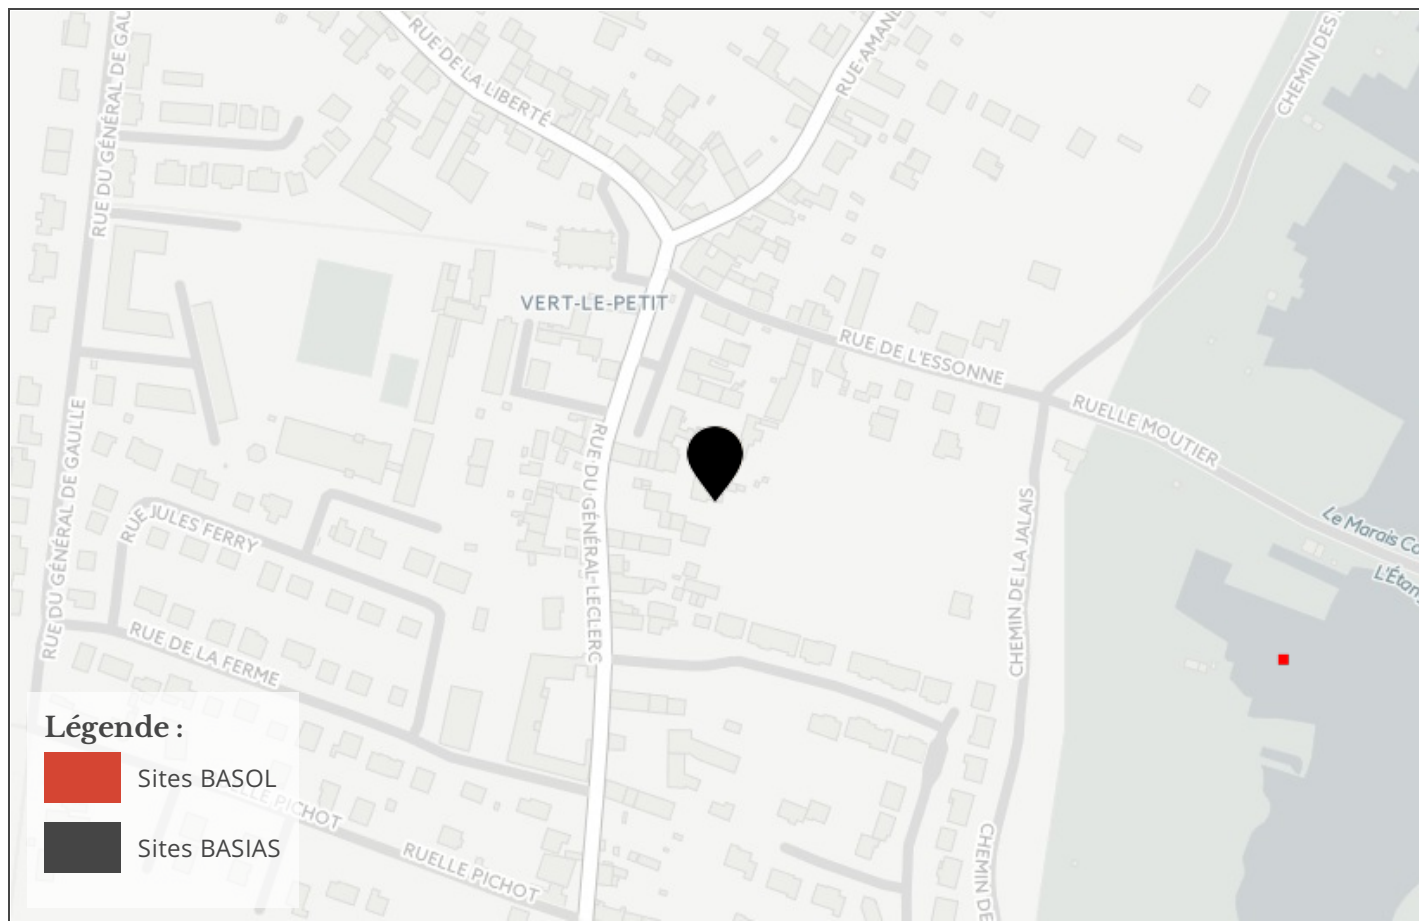 RUE DE LA LIBERTÉ
RUE AMAN
CHEMIN DES
RUE DU GÉNÉRAL DE GAU
VERT-LE-PETIT
RUE DE L'ESSONNE
RUELLE MOUTIER
RUE DU GÉNÉRAL DE GAULLE
RUE JULES FERRY
RUE DU GÉNÉRAL LECLERC
CHEMIN DE LA JALAIS
Le Marais Co
L'Étang
RUE DE LA FERME
Légende :
Sites BASOL
Sites BASIAS
LE PICHOT
RUELLE PICHOT
CHEMIN DE